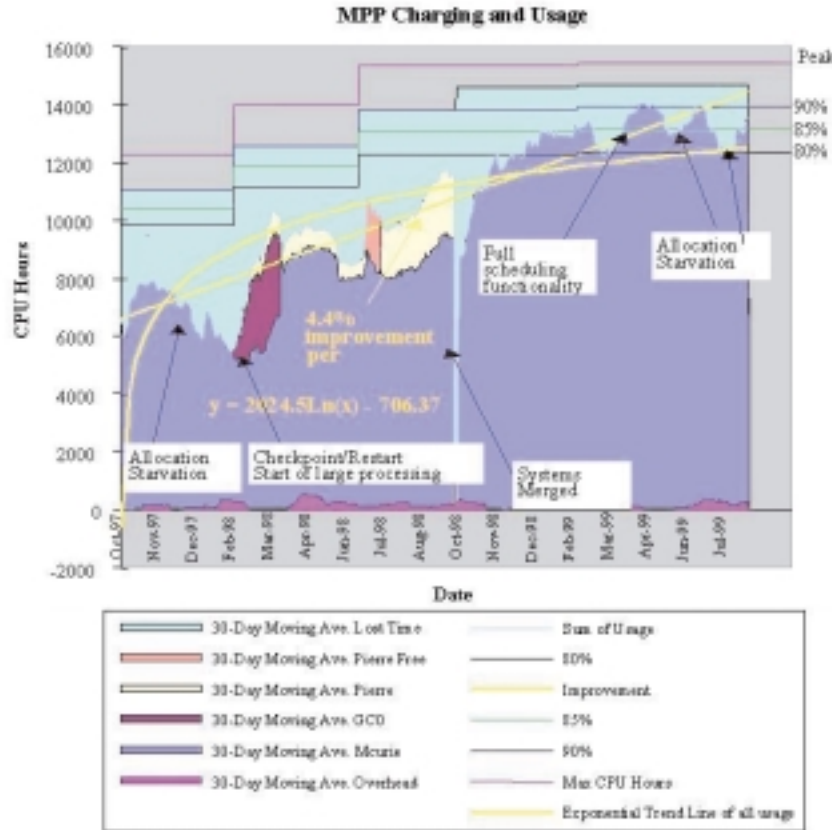 MPP Charging and Usage
16000
14000
12000
10000
8000
6000
4000
2000
0
-2000
CPU Hours
Peak
90%
85%
80%
Full
scheduling
functionality
Allocation
Starvation
4.4%
improvement
per
y = 2024.5Ln(x) - 706.37
Allocation
Starvation
Checkpoint/Restart
Start of large processing
Systems
Merged
Oct-97
Nov-97
Dec-97
Feb-98
Mar-98
Apr-98
Jun-98
Jul-98
Aug-98
Oct-98
Nov-98
Dec-98
Feb-99
Mar-99
Apr-99
Jun-99
Jul-99
Date
30-Day Moving Ave. Lost Time
30-Day Moving Ave. Pierre Free
30-Day Moving Ave. Pierre
30-Day Moving Ave. GC0
30-Day Moving Ave. Mcurie
30-Day Moving Ave. Overhead
Sum of Usage
80%
Improvement
85%
90%
Max CPU Hours
Exponential Trend Line of all usage